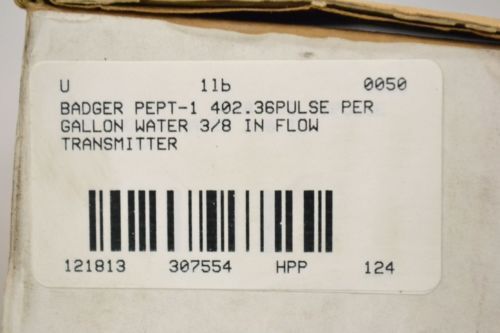 U 1lb 0050
BADGER PEPT-1 402.36PULSE PER
GALLON WATER 3/8 IN FLOW
TRANSMITTER
121813 307554 HPP 124